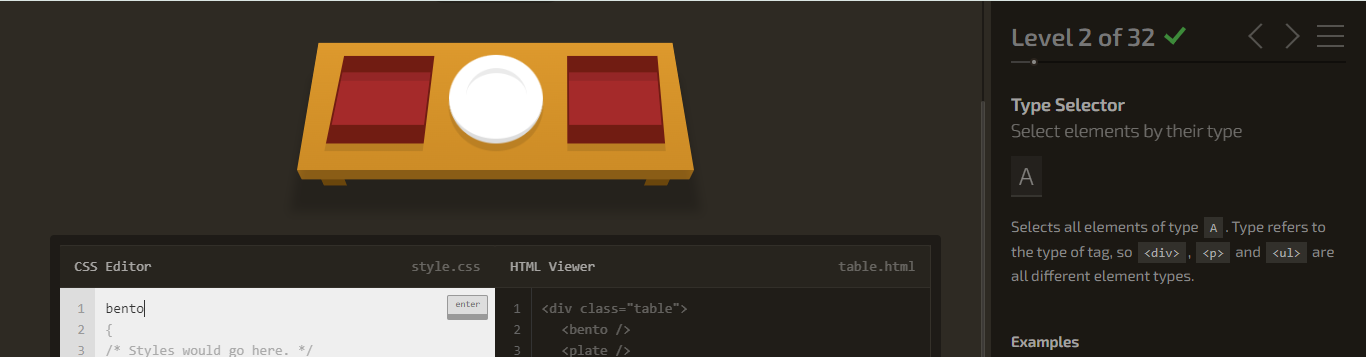 Level 2 of 32
Type Selector
Select elements by their type
A
Selects all elements of type A . Type refers to
the type of tag, so <div> , <p> and <ul> are
all different element types.
Examples
CSS Editor style.css
HTML Viewer table.html
1 bento
enter
2 {
3 /* Styles would go here. */
1 <div class="table">
2 <bento />
3 <plate />